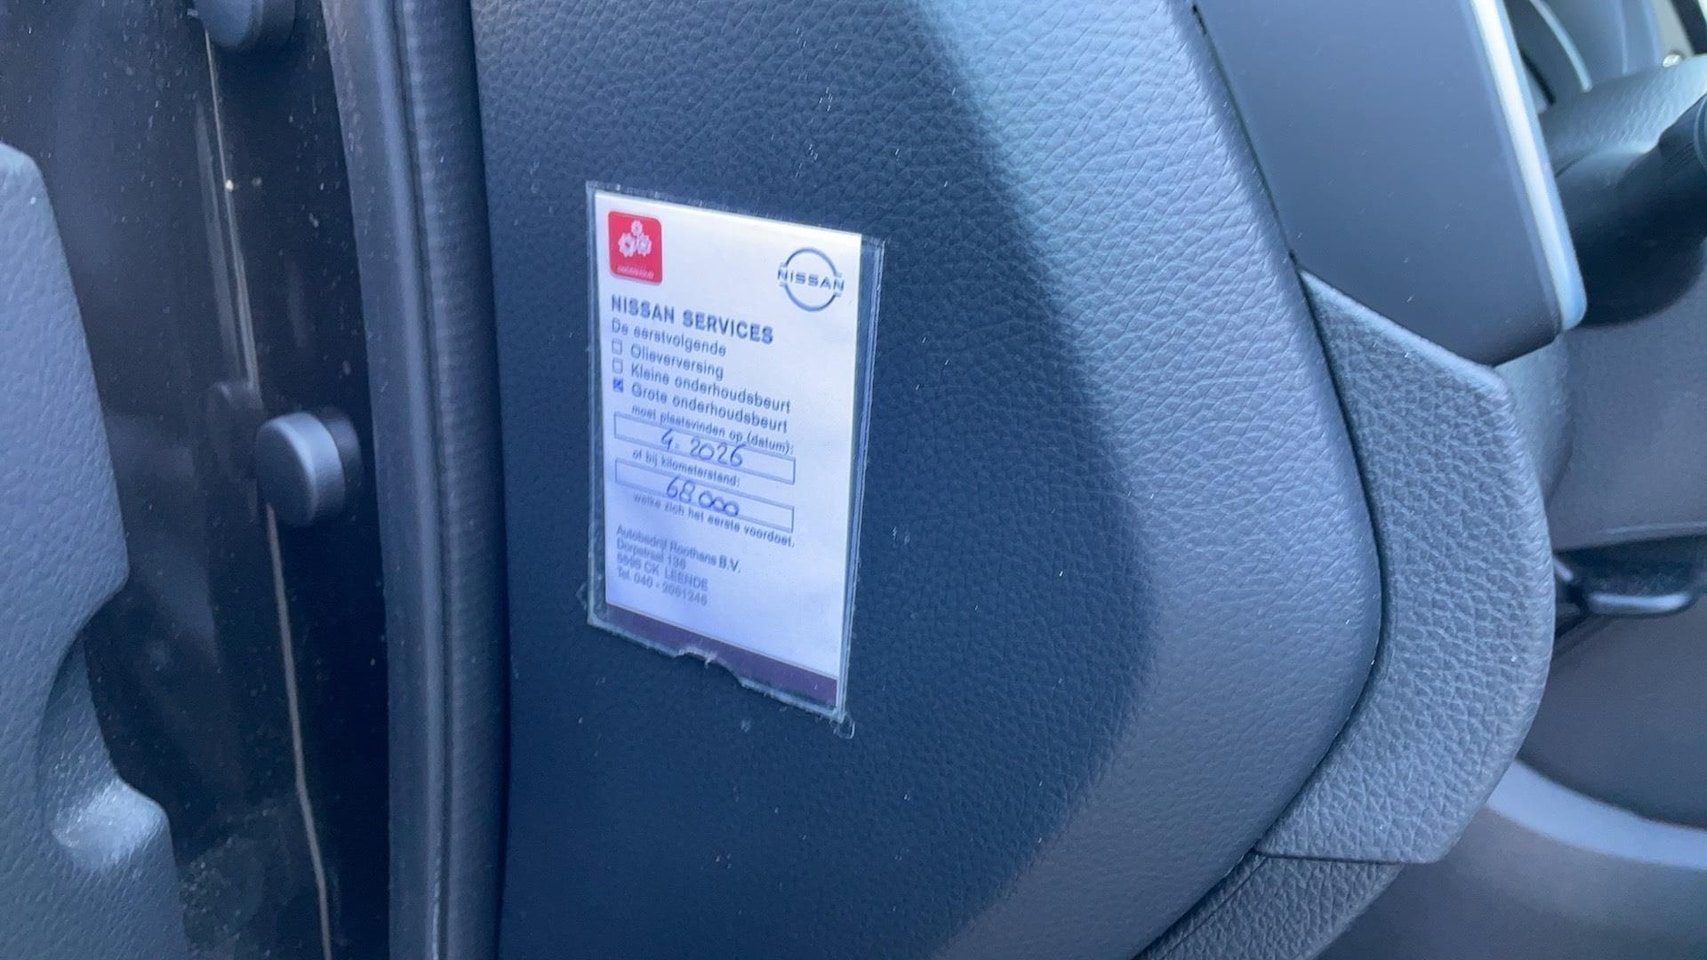 NISSAN
NISSAN SERVICES
De eerstvolgende
Olieverversing
Kleine onderhoudsbeurt
Grote onderhoudsbeurt
moet plaatsvinden op (datum):
4. 2026
of bij kilometerstand:
68.000
welke zich het eerste voordoet.
Autobedrijf Roothans B.V.
Dorpstraat 136
5595 CK LEENDE
Tel. 040 - 2061246